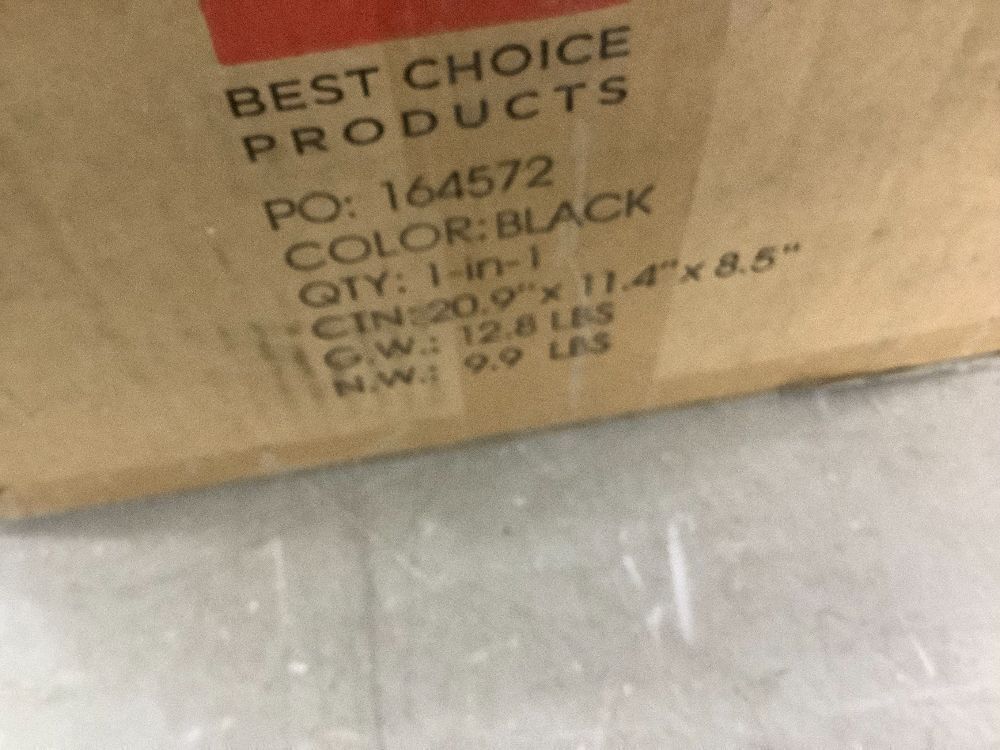 BEST CHOICE
PRODUCTS
PO: 164572
COLOR: BLACK
QTY: 1-in-1
CTN: 20.9" x 11.4" x 8.5"
G.W.: 12.8 LBS
N.W.: 9.9 LBS